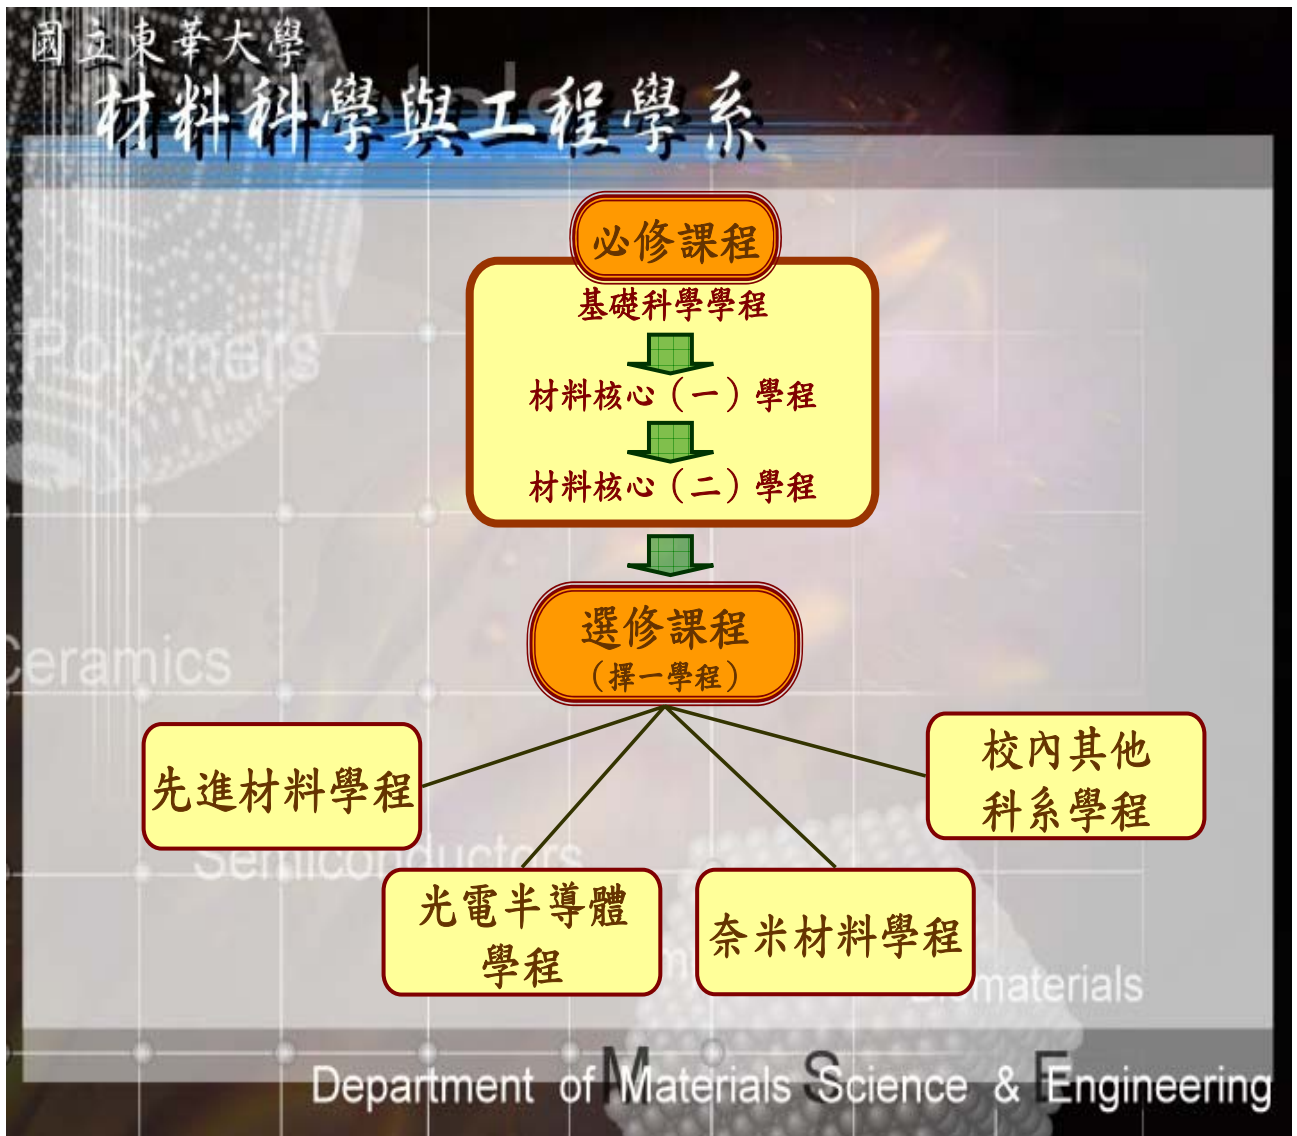 國立東華大學
材料科學與工程學系
必修課程
基礎科學學程
材料核心（一）學程
材料核心（二）學程
選修課程
（擇一學程）
先進材料學程
光電半導體
學程
奈米材料學程
校內其他
科系學程
Polymers
Ceramics
Semiconductors
M S E
Department of Materials Science & Engineering